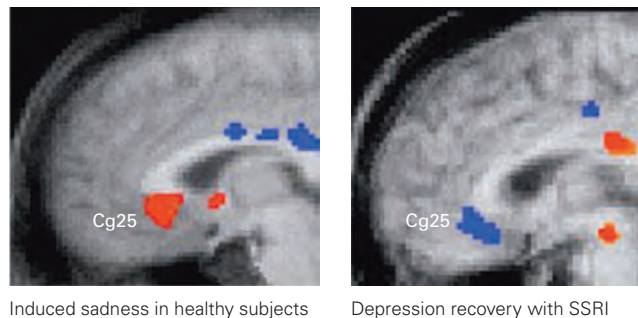 Cg25
Cg25
Induced sadness in healthy subjects
Depression recovery with SSRI